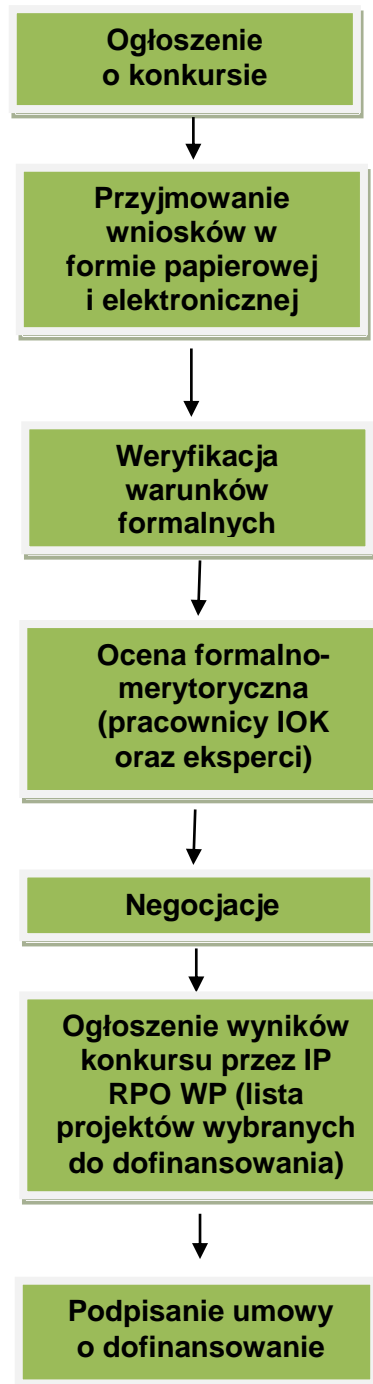 Ogłoszenie
o konkursie
Przyjmowanie
wniosków w
formie papierowej
i elektronicznej
Weryfikacja
warunków
formalnych
Ocena formalno-
merytoryczna
(pracownicy IOK
oraz eksperci)
Negocjacje
Ogłoszenie wyników
konkursu przez IP
RPO WP (lista
projektów wybranych
do dofinansowania)
Podpisanie umowy
o dofinansowanie